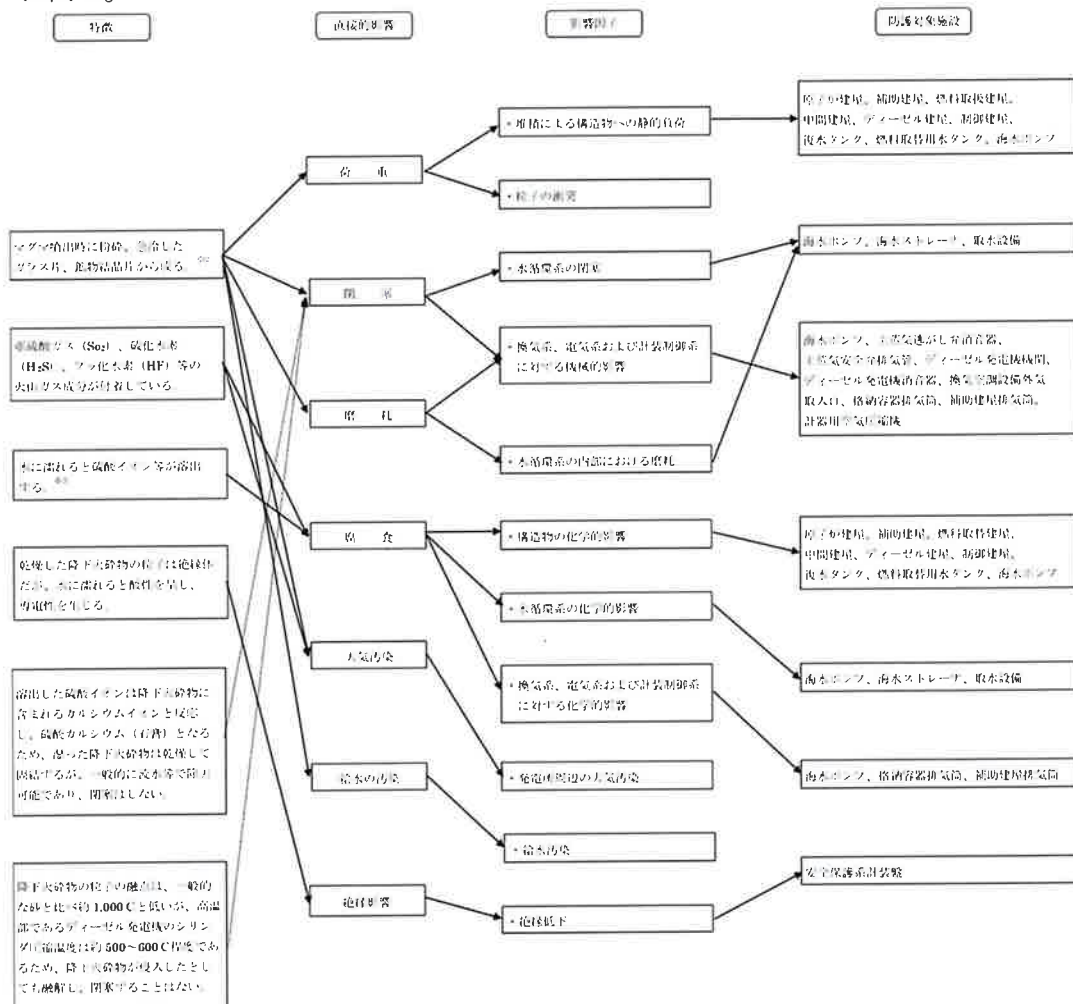 特徴
直接的影響
影響因子
防護対象施設
マグマ噴出時に粉砕、急冷した
ガラス片、鉱物結晶片から成る。
亜硫酸ガス(So₂)、硫化水素
(H₂S)、フッ化水素(HF)等の
火山ガス成分が付着している。
水に濡れると硫酸イオン等が溶出
する。
乾燥した降下火砕物の粒子は絶縁体
だが、水に濡れると酸性を呈し、
導電性を生じる。
溶出した硫酸イオンは降下火砕物に
含まれるカルシウムイオンと反応
し、硫酸カルシウム(石膏)となる
ため、湿った降下火砕物は乾燥して
固結するが、一般的に流水等で除去
可能であり、閉塞はしない。
降下火砕物の粒子の融点は、一般的
な砂と比べ約1,000℃と低いが、高温
部であるディーゼル発電機のシリン
ダ圧縮温度は約500~600℃程度であ
るため、降下火砕物が侵入したとし
ても融解し、閉塞することはない。
荷 重
閉 塞
磨 耗
腐 食
大気汚染
給水の汚染
絶縁影響
・堆積による構造物への静的負荷
・粒子の衝突
・水循環系の閉塞
・換気系、電気系および計装制御系
に対する機械的影響
・水循環系の内部における磨耗
・構造物の化学的影響
・水循環系の化学的影響
・換気系、電気系および計装制御系
に対する化学的影響
・発電所周辺の大気汚染
・給水汚染
・絶縁低下
原子炉建屋、補助建屋、燃料取扱建屋、
中間建屋、ディーゼル建屋、制御建屋、
復水タンク、燃料取替用水タンク、海水ポンプ
海水ポンプ、海水ストレーナ、取水設備
海水ポンプ、主蒸気逃がし弁消音器、
主蒸気安全弁排気管、ディーゼル発電機機関、
ディーゼル発電機消音器、換気空調設備外気
取入口、格納容器排気筒、補助建屋排気筒、
計器用空気圧縮機
原子炉建屋、補助建屋、燃料取替建屋、
中間建屋、ディーゼル建屋、制御建屋、
復水タンク、燃料取替用水タンク、海水ポンプ
海水ポンプ、海水ストレーナ、取水設備
海水ポンプ、格納容器排気筒、補助建屋排気筒
安全保護系計装盤